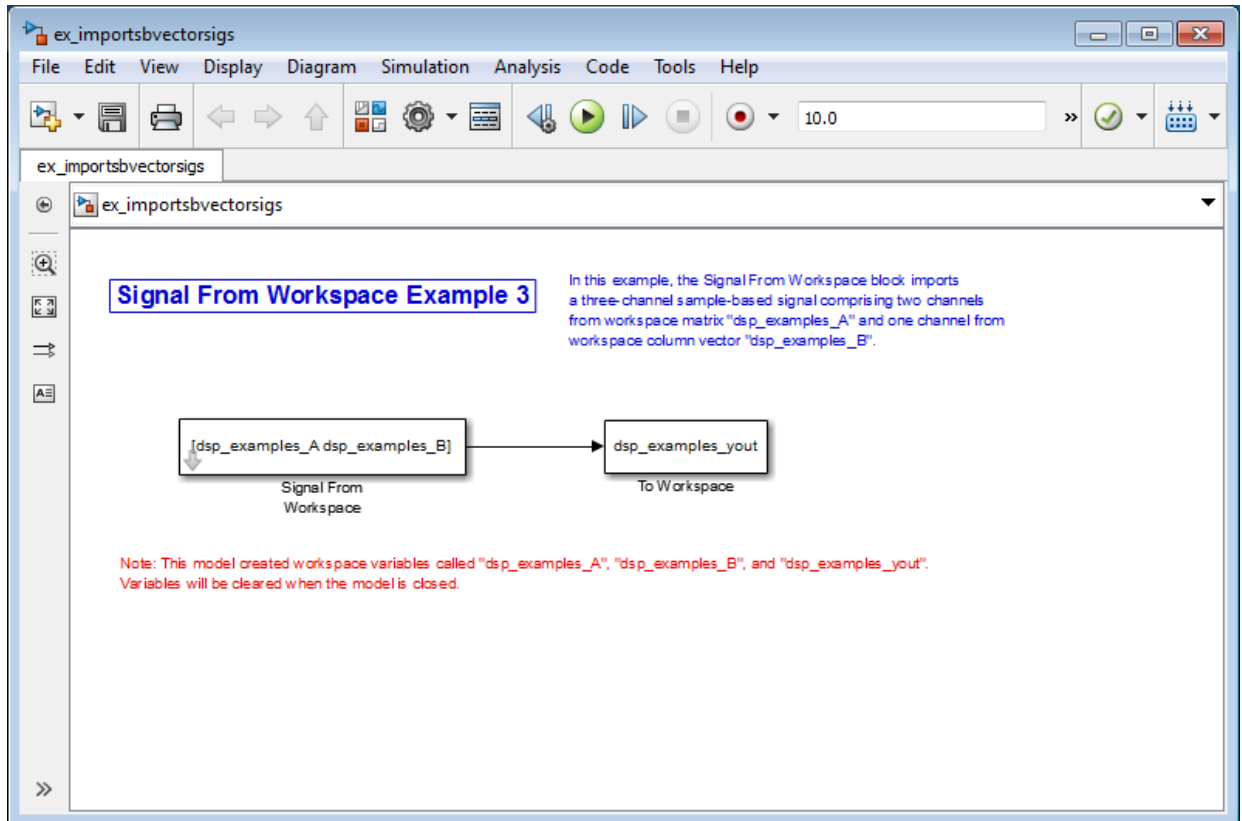 ex_importsbvectorsigs
File Edit View Display Diagram Simulation Analysis Code Tools Help
10.0
ex_importsbvectorsigs
ex_importsbvectorsigs
Signal From Workspace Example 3
In this example, the Signal From Workspace block imports
a three-channel sample-based signal comprising two channels
from workspace matrix "dsp_examples_A" and one channel from
workspace column vector "dsp_examples_B".
[dsp_examples_A dsp_examples_B]
Signal From
Workspace
dsp_examples_yout
To Workspace
Note: This model created workspace variables called "dsp_examples_A", "dsp_examples_B", and "dsp_examples_yout".
Variables will be cleared when the model is closed.